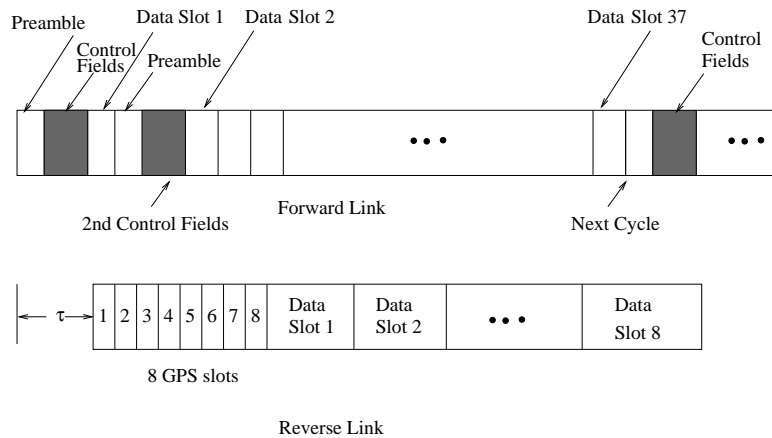 Preamble
Data Slot 1
Data Slot 2
Data Slot 37
Control
Fields
Preamble
Control
Fields
•••
•••
2nd Control Fields
Forward Link
Next Cycle
τ
1 2 3 4 5 6 7 8
Data
Slot 1
Data
Slot 2
•••
Data
Slot 8
8 GPS slots
Reverse Link